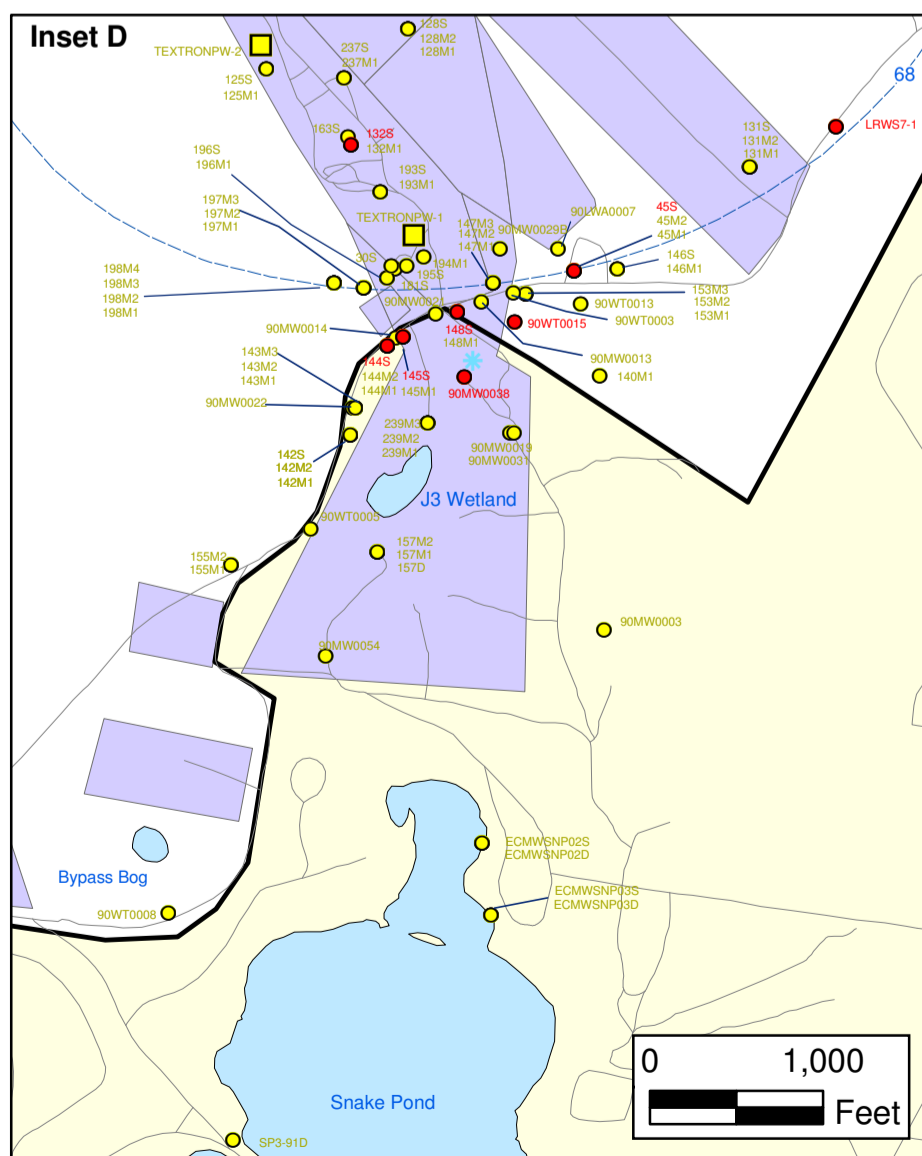 Inset D
TEXTRONPW-2
125S
125M1
237S
237M1
128S
128M2
128M1
68
LRWS7-1
131S
131M2
131M1
163S
132S
132M1
196S
196M1
193S
193M1
197M3
197M2
197M1
TEXTRONPW-1
147M3
147M2
147M1
90MW0029B
90LWA0007
45S
45M2
45M1
146S
146M1
30S
194M1
195S
181S
198M4
198M3
198M2
198M1
90MW0021
153M3
153M2
153M1
90WT0013
90WT0003
90WT0015
90MW0014
148S
148M1
90MW0013
143M3
143M2
143M1
144S
144M2
144M1
145S
145M1
140M1
90MW0038
90MW0022
239M3
239M2
239M1
90MW0019
90MW0031
142S
142M2
142M1
J3 Wetland
90WT0005
155M2
155M1
157M2
157M1
157D
90MW0003
90MW0054
ECMWSNP02S
ECMWSNP02D
Bypass Bog
ECMWSNP03S
ECMWSNP03D
90WT0008
0 1,000
Feet
Snake Pond
SP3-91D